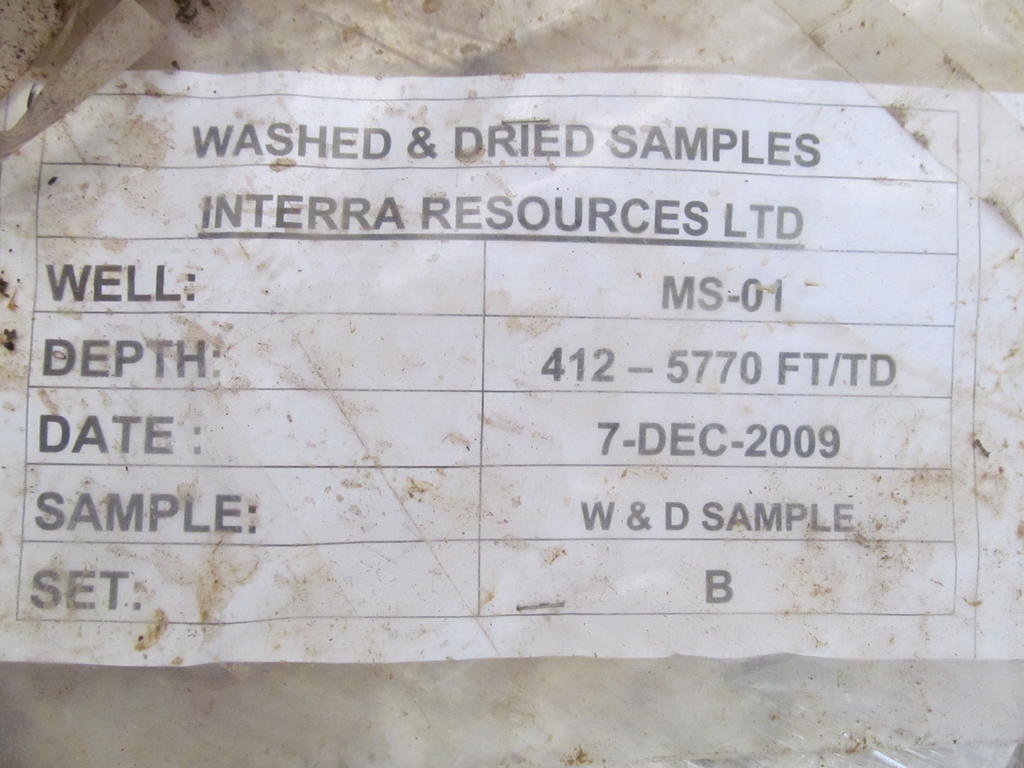 WASHED & DRIED SAMPLES
INTERRA RESOURCES LTD
WELL: MS-01
DEPTH: 412 – 5770 FT/TD
DATE : 7-DEC-2009
SAMPLE: W & D SAMPLE
SET: B